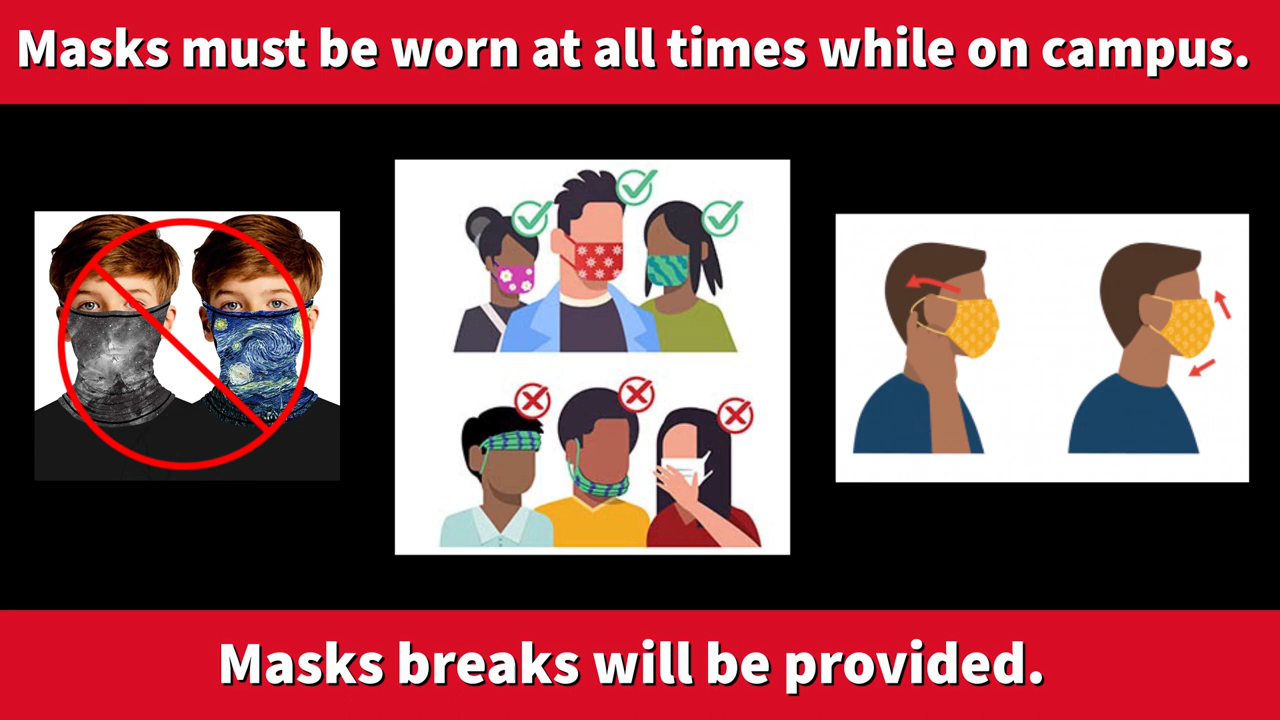 Masks must be worn at all times while on campus.
Masks breaks will be provided.